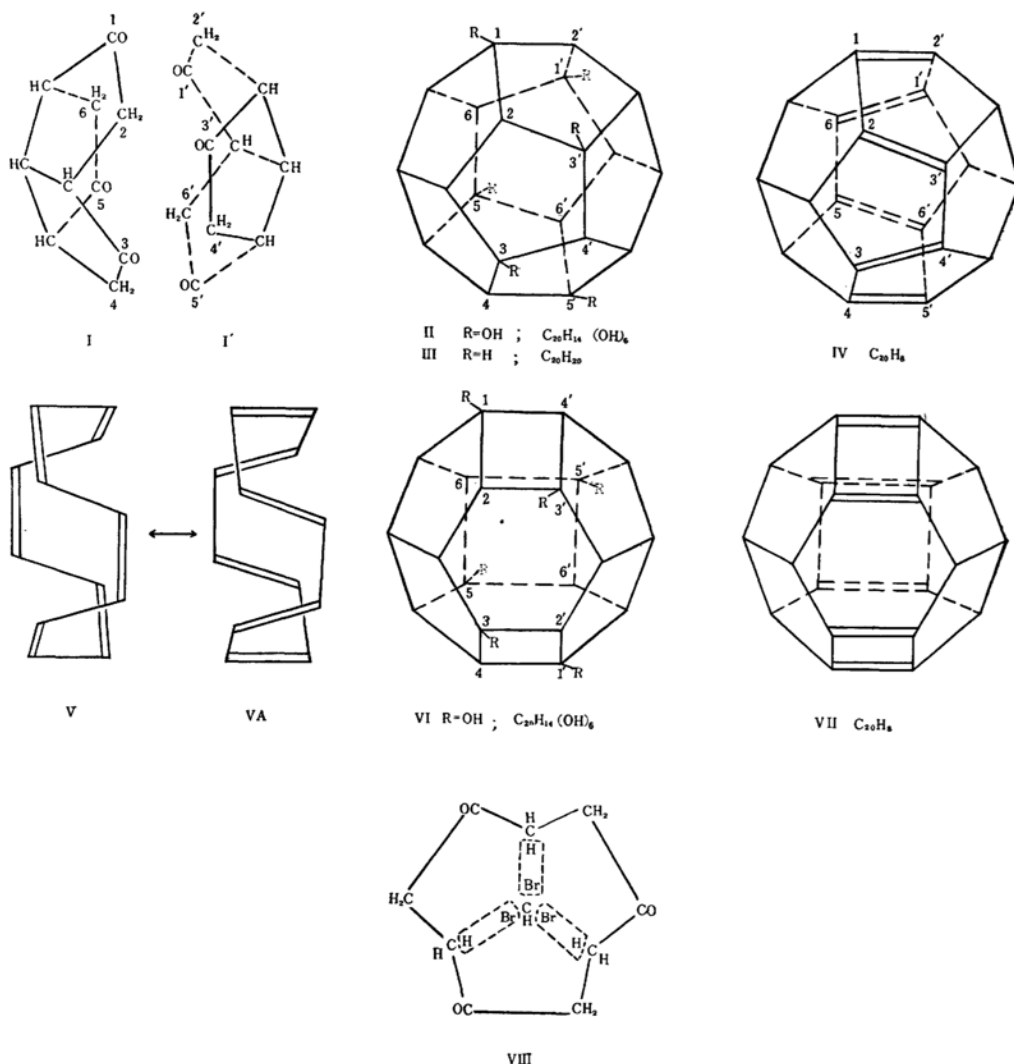 1
CO
HC
H₂
C
6
CH₂
2
HC
H
C
CO
5
HC
3
CO
CH₂
4
I
2′
CH₂
OC
1′
CH
3′
OC
C
H
CH
6′
H₂C
CH₂
4′
CH
OC
5′
I′
R
1
2′
1′
R
6
2
R
3′
R
5
6′
3
R
4′
4
5′
R
II R=OH ; C₂₀H₁₄ (OH)₆
III R=H ; C₂₀H₂₀
1
2′
1′
6
2
3′
5
6′
3
4′
4
5′
IV C₂₀H₈
V
VA
R
1
4′
6
5′
R
2
R
3′
R
5
6′
3
R
2′
4
1′
R
VI R=OH ; C₂₀H₁₄ (OH)₆
VII C₂₀H₈
OC
H
C
H
CH₂
Br
H₂C
Br
C
H
Br
CO
C
H
H
H
C
H
OC
CH₂
VIII